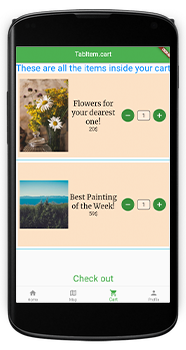 TabItem.cart
These are all the items inside your cart
Flowers for
your dearest
one!
20$
1
Best Painting
of the Week!
59$
1
Check out
Home
Map
Cart
Profile